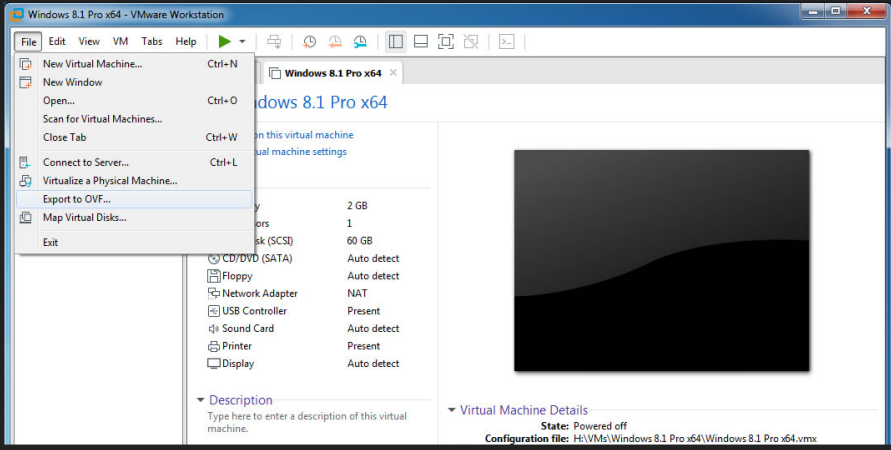 Windows 8.1 Pro x64 - VMware Workstation
File Edit View VM Tabs Help
New Virtual Machine... Ctrl+N
New Window
Open... Ctrl+O
Scan for Virtual Machines...
Close Tab Ctrl+W
Connect to Server... Ctrl+L
Virtualize a Physical Machine...
Export to OVF...
Map Virtual Disks...
Exit
Windows 8.1 Pro x64
dows 8.1 Pro x64
on this virtual machine
ual machine settings
y 2 GB
ors 1
sk (SCSI) 60 GB
CD/DVD (SATA) Auto detect
Floppy Auto detect
Network Adapter NAT
USB Controller Present
Sound Card Auto detect
Printer Present
Display Auto detect
Description
Type here to enter a description of this virtual
machine.
Virtual Machine Details
State: Powered off
Configuration file: H:\VMs\Windows 8.1 Pro x64\Windows 8.1 Pro x64.vmx